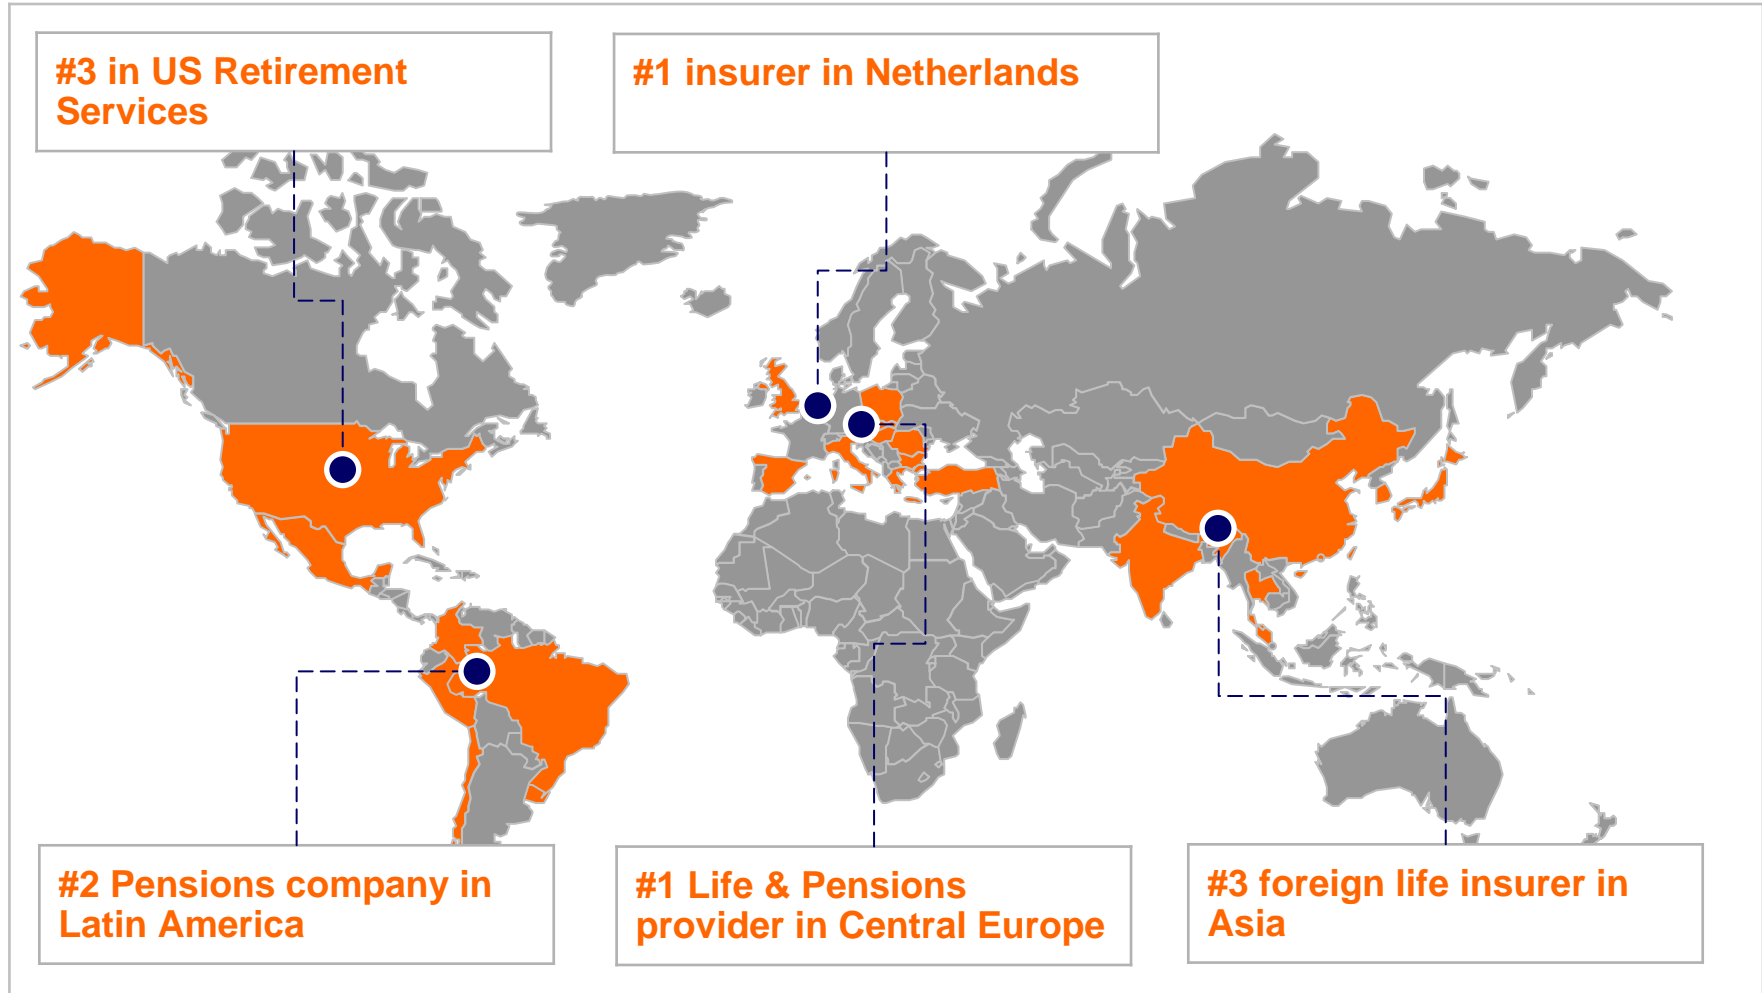 #3 in US Retirement
Services
#1 insurer in Netherlands
#2 Pensions company in
Latin America
#1 Life & Pensions
provider in Central Europe
#3 foreign life insurer in
Asia